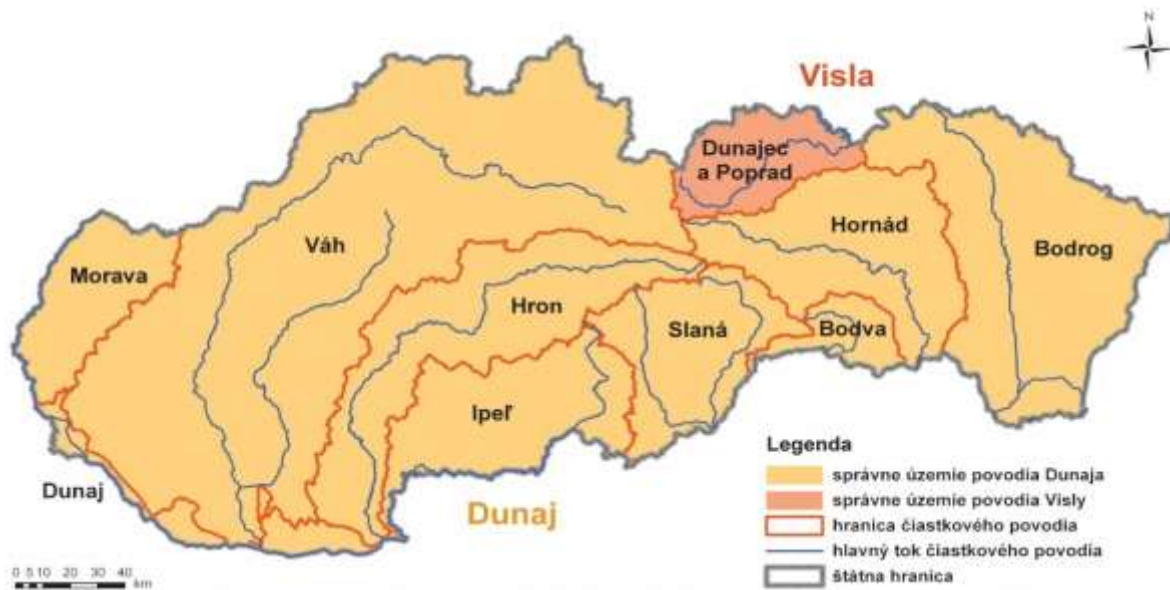 N
Visla
Dunajec
a Poprad
Hornád
Váh
Bodrog
Morava
Hron
Slaná
Bodva
Ipeľ
Dunaj
Dunaj
Legenda
správne územie povodia Dunaja
správne územie povodia Visly
hranica čiastkového povodia
hlavný tok čiastkového povodia
štátna hranica
0 5 10 20 30 40
km